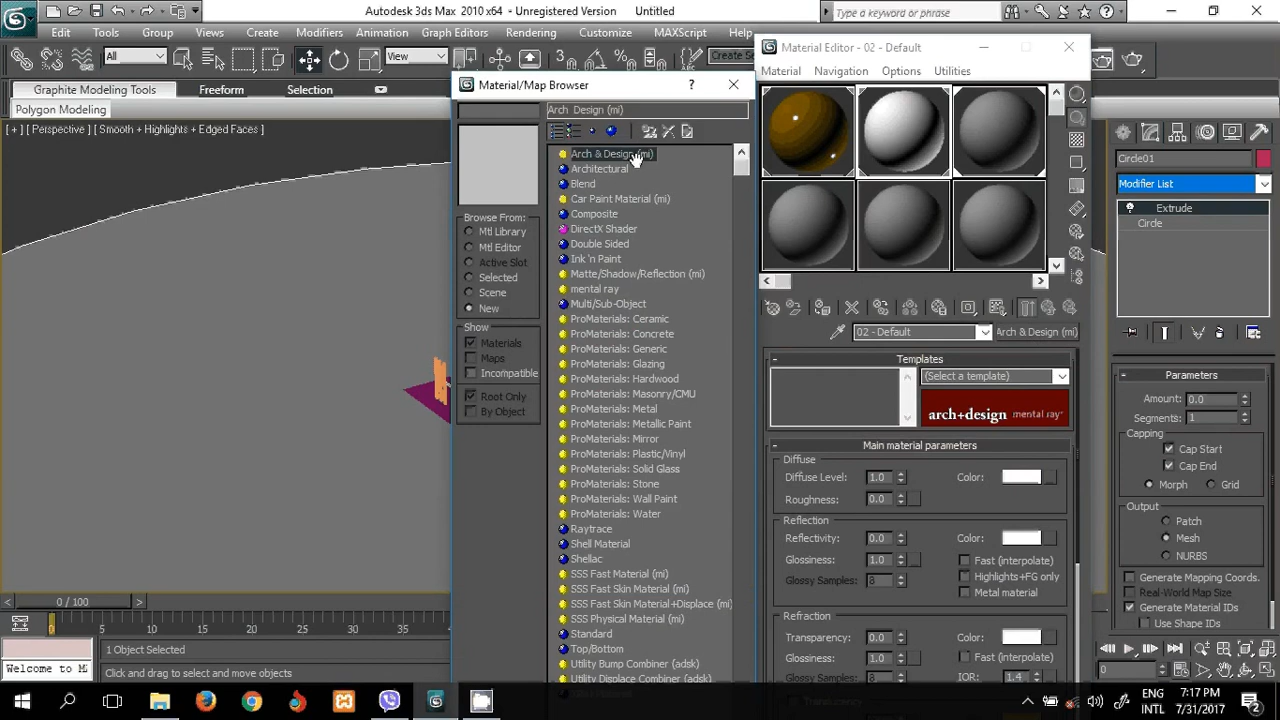 Autodesk 3ds Max 2010 x64 - Unregistered Version Untitled
Type a keyword or phrase
Edit Tools Group Views Create Modifiers Animation Graph Editors Rendering Customize MAXScript
All
View
Create Se
Graphite Modeling Tools Freeform Selection
Polygon Modeling
[ + ] [ Perspective ] [ Smooth + Highlights + Edged Faces ]
Material/Map Browser
?
Arch Design (mi)
Arch & Design (mi)
Architectural
Blend
Car Paint Material (mi)
Composite
DirectX Shader
Double Sided
Ink 'n Paint
Matte/Shadow/Reflection (mi)
mental ray
Multi/Sub-Object
ProMaterials: Ceramic
ProMaterials: Concrete
ProMaterials: Generic
ProMaterials: Glazing
ProMaterials: Hardwood
ProMaterials: Masonry/CMU
ProMaterials: Metal
ProMaterials: Metallic Paint
ProMaterials: Mirror
ProMaterials: Plastic/Vinyl
ProMaterials: Solid Glass
ProMaterials: Stone
ProMaterials: Wall Paint
ProMaterials: Water
Raytrace
Shell Material
Shellac
SSS Fast Material (mi)
SSS Fast Skin Material (mi)
SSS Fast Skin Material+Displace (mi)
SSS Physical Material (mi)
Standard
Top/Bottom
Utility Bump Combiner (adsk)
Utility Displace Combiner (adsk)
Browse From:
Mtl Library
Mtl Editor
Active Slot
Selected
Scene
New
Show
Materials
Maps
Incompatible
Root Only
By Object
Material Editor - 02 - Default
Material Navigation Options Utilities
02 - Default
Arch & Design (mi)
Templates
(Select a template)
arch+design mental ray
Main material parameters
Diffuse
Diffuse Level: 1.0 Color:
Roughness: 0.0
Reflection
Reflectivity: 0.0 Color:
Glossiness: 1.0 Fast (interpolate)
Glossy Samples: 8 Highlights+FG only
Metal material
Refraction
Transparency: 0.0 Color:
Glossiness: 1.0 Fast (interpolate)
Glossy Samples: 8 IOR: 1.4
Translucency
Circle01
Modifier List
Extrude
Circle
Parameters
Amount: 0.0
Segments: 1
Capping
Cap Start
Cap End
Morph Grid
Output
Patch
Mesh
NURBS
Generate Mapping Coords.
Real-World Map Size
Generate Material IDs
Use Shape IDs
0 / 100
0 5 10 15 20 25 30 35
1 Object Selected
Welcome to M
Click and drag to select and move objects
0
ENG
INTL
7:17 PM
7/31/2017
2